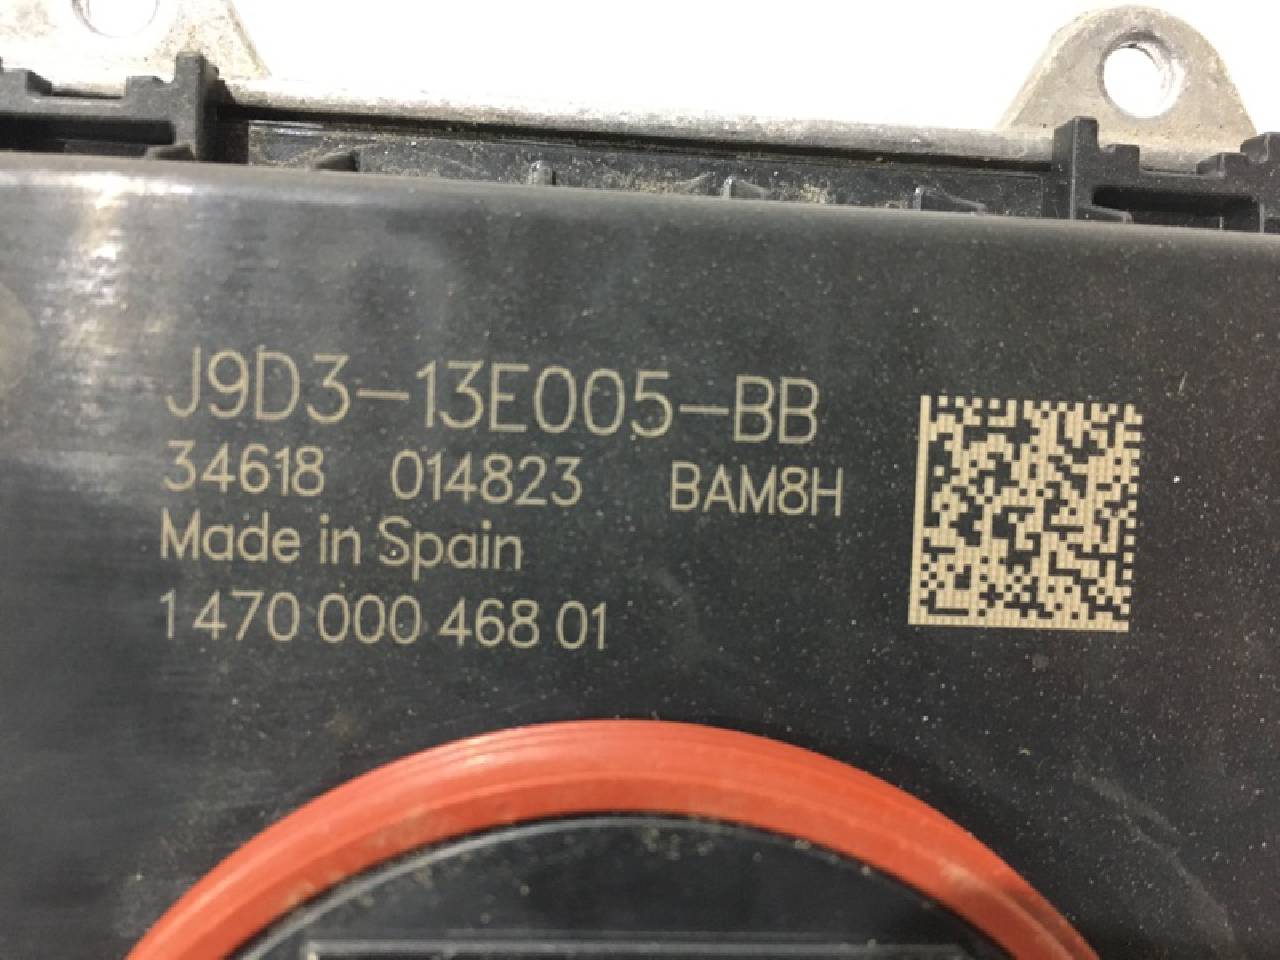 J9D3-13E005-BB
34618 014823 BAM8H
Made in Spain
1 470 000 468 01